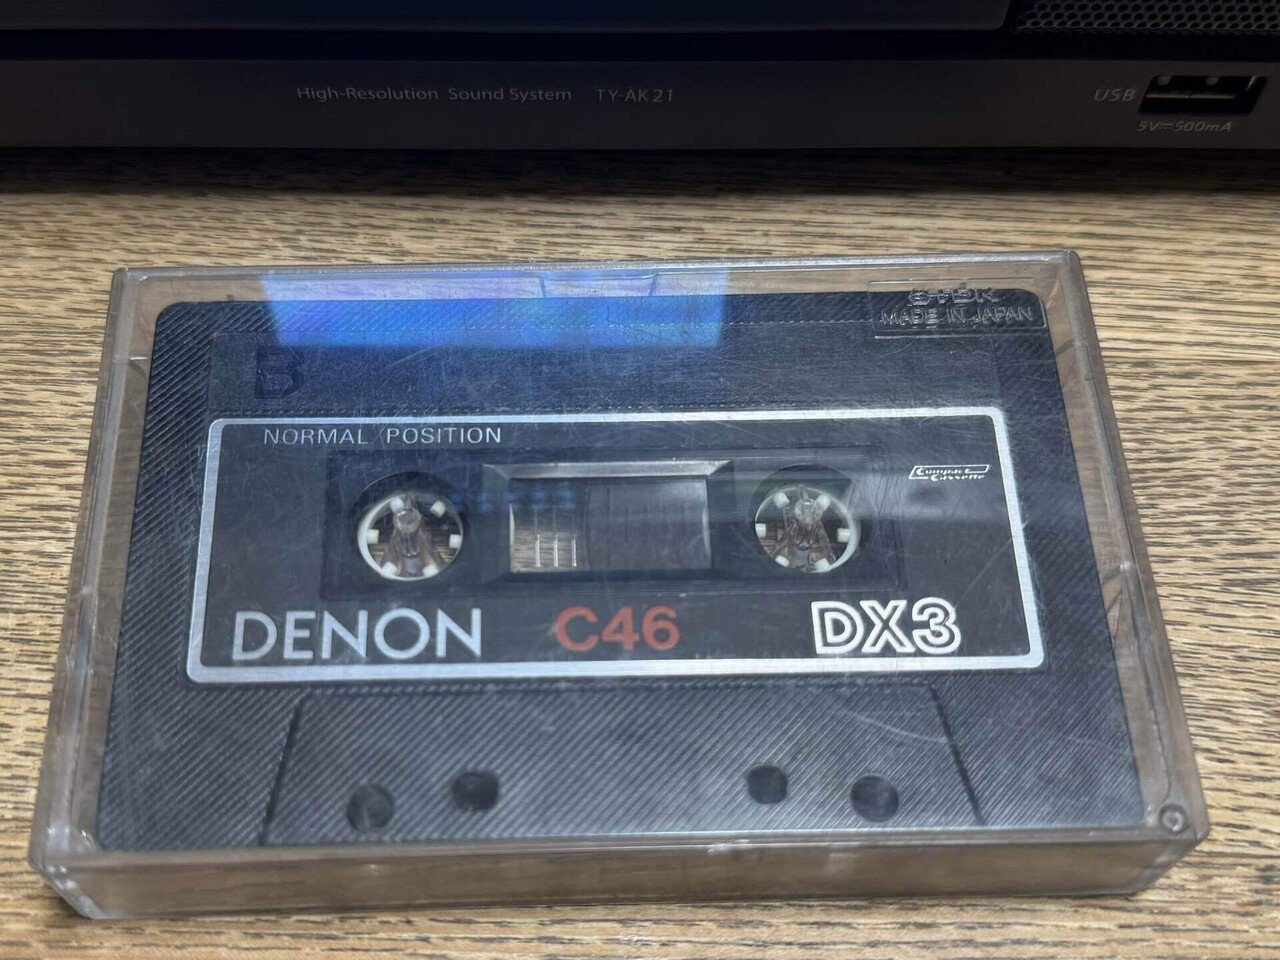 High-Resolution Sound System TY-AK21
USB
5V⎓500mA
TDK
MADE IN JAPAN
B
NORMAL POSITION
Compact
Cassette
DENON C46 DX3